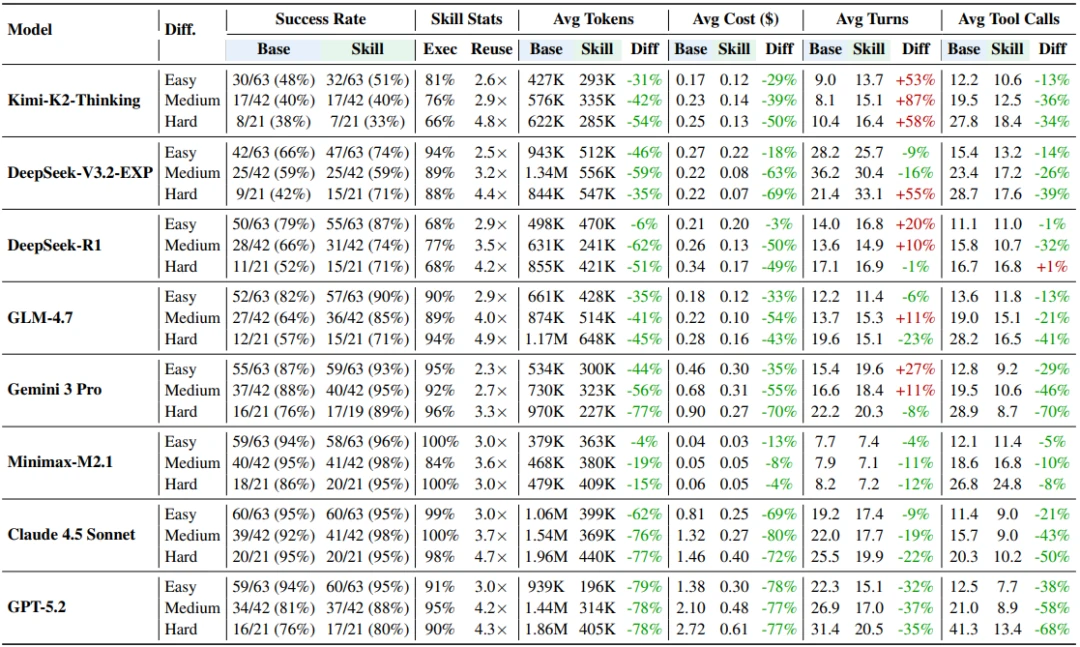 Model Diff. Success Rate Skill Stats Avg Tokens Avg Cost ($) Avg Turns Avg Tool Calls
Base Skill Exec Reuse Base Skill Diff Base Skill Diff Base Skill Diff Base Skill Diff
Kimi-K2-Thinking
Easy 30/63 (48%) 32/63 (51%) 81% 2.6× 427K 293K -31% 0.17 0.12 -29% 9.0 13.7 +53% 12.2 10.6 -13%
Medium 17/42 (40%) 17/42 (40%) 76% 2.9× 576K 335K -42% 0.23 0.14 -39% 8.1 15.1 +87% 19.5 12.5 -36%
Hard 8/21 (38%) 7/21 (33%) 66% 4.8× 622K 285K -54% 0.25 0.13 -50% 10.4 16.4 +58% 27.8 18.4 -34%
DeepSeek-V3.2-EXP
Easy 42/63 (66%) 47/63 (74%) 94% 2.5× 943K 512K -46% 0.27 0.22 -18% 28.2 25.7 -9% 15.4 13.2 -14%
Medium 25/42 (59%) 25/42 (59%) 89% 3.2× 1.34M 556K -59% 0.22 0.08 -63% 36.2 30.4 -16% 23.4 17.2 -26%
Hard 9/21 (42%) 15/21 (71%) 88% 4.4× 844K 547K -35% 0.22 0.07 -69% 21.4 33.1 +55% 28.7 17.6 -39%
DeepSeek-R1
Easy 50/63 (79%) 55/63 (87%) 68% 2.9× 498K 470K -6% 0.21 0.20 -3% 14.0 16.8 +20% 11.1 11.0 -1%
Medium 28/42 (66%) 31/42 (74%) 77% 3.5× 631K 241K -62% 0.26 0.13 -50% 13.6 14.9 +10% 15.8 10.7 -32%
Hard 11/21 (52%) 15/21 (71%) 68% 4.2× 855K 421K -51% 0.34 0.17 -49% 17.1 16.9 -1% 16.7 16.8 +1%
GLM-4.7
Easy 52/63 (82%) 57/63 (90%) 90% 2.9× 661K 428K -35% 0.18 0.12 -33% 12.2 11.4 -6% 13.6 11.8 -13%
Medium 27/42 (64%) 36/42 (85%) 89% 4.0× 874K 514K -41% 0.22 0.10 -54% 13.7 15.3 +11% 19.0 15.1 -21%
Hard 12/21 (57%) 15/21 (71%) 94% 4.9× 1.17M 648K -45% 0.28 0.16 -43% 19.6 15.1 -23% 28.2 16.5 -41%
Gemini 3 Pro
Easy 55/63 (87%) 59/63 (93%) 95% 2.3× 534K 300K -44% 0.46 0.30 -35% 15.4 19.6 +27% 12.8 9.2 -29%
Medium 37/42 (88%) 40/42 (95%) 92% 2.7× 730K 323K -56% 0.68 0.31 -55% 16.6 18.4 +11% 19.5 10.6 -46%
Hard 16/21 (76%) 17/19 (89%) 96% 3.3× 970K 227K -77% 0.90 0.27 -70% 22.2 20.3 -8% 28.9 8.7 -70%
Minimax-M2.1
Easy 59/63 (94%) 58/63 (96%) 100% 3.0× 379K 363K -4% 0.04 0.03 -13% 7.7 7.4 -4% 12.1 11.4 -5%
Medium 40/42 (95%) 41/42 (98%) 84% 3.6× 468K 380K -19% 0.05 0.05 -8% 7.9 7.1 -11% 18.6 16.8 -10%
Hard 18/21 (86%) 20/21 (95%) 100% 3.0× 479K 409K -15% 0.06 0.05 -4% 8.2 7.2 -12% 26.8 24.8 -8%
Claude 4.5 Sonnet
Easy 60/63 (95%) 60/63 (95%) 99% 3.0× 1.06M 399K -62% 0.81 0.25 -69% 19.2 17.4 -9% 11.4 9.0 -21%
Medium 39/42 (92%) 41/42 (98%) 100% 3.7× 1.54M 369K -76% 1.32 0.27 -80% 22.0 17.7 -19% 15.7 9.0 -43%
Hard 20/21 (95%) 20/21 (95%) 98% 4.7× 1.96M 440K -77% 1.46 0.40 -72% 25.5 19.9 -22% 20.3 10.2 -50%
GPT-5.2
Easy 59/63 (94%) 60/63 (95%) 91% 3.0× 939K 196K -79% 1.38 0.30 -78% 22.3 15.1 -32% 12.5 7.7 -38%
Medium 34/42 (81%) 37/42 (88%) 95% 4.2× 1.44M 314K -78% 2.10 0.48 -77% 26.9 17.0 -37% 21.0 8.9 -58%
Hard 16/21 (76%) 17/21 (80%) 90% 4.3× 1.86M 405K -78% 2.72 0.61 -77% 31.4 20.5 -35% 41.3 13.4 -68%